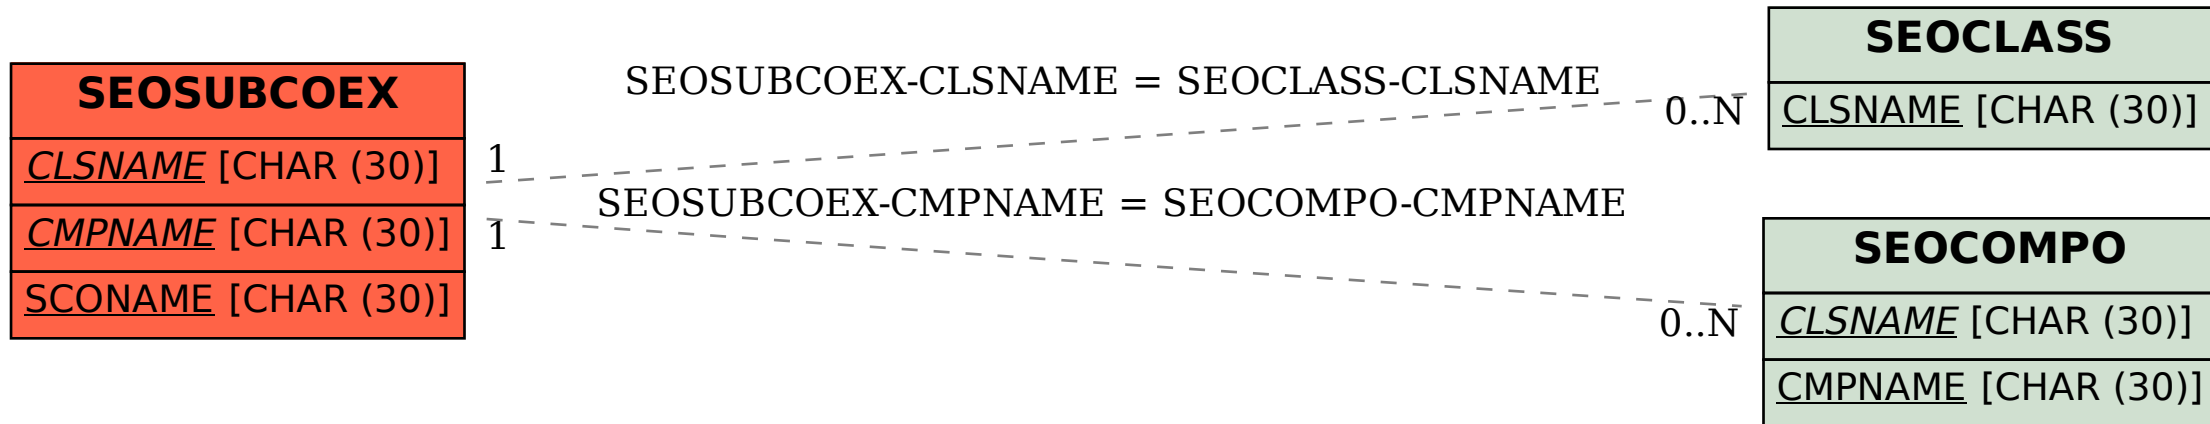 SEOSUBCOEX
CLSNAME [CHAR (30)]
CMPNAME [CHAR (30)]
SCONAME [CHAR (30)]
SEOSUBCOEX-CLSNAME = SEOCLASS-CLSNAME
1
0..N
SEOSUBCOEX-CMPNAME = SEOCOMPO-CMPNAME
1
0..N
SEOCLASS
CLSNAME [CHAR (30)]
SEOCOMPO
CLSNAME [CHAR (30)]
CMPNAME [CHAR (30)]